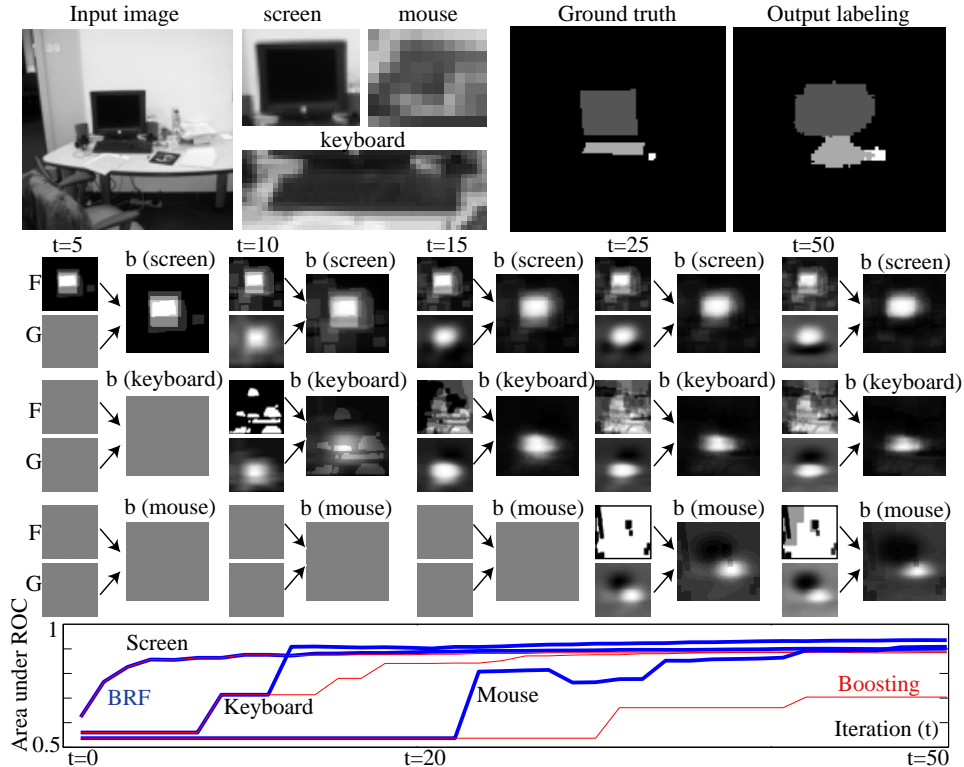 Input image
screen
mouse
Ground truth
Output labeling
keyboard
t=5
t=10
t=15
t=25
t=50
b (screen)
b (screen)
b (screen)
b (screen)
b (screen)
F
G
b (keyboard)
b (keyboard)
b (keyboard)
b (keyboard)
b (keyboard)
F
G
b (mouse)
b (mouse)
b (mouse)
b (mouse)
b (mouse)
F
G
Area under ROC
1
0.5
Screen
BRF
Keyboard
Mouse
Boosting
Iteration (t)
t=0
t=20
t=50